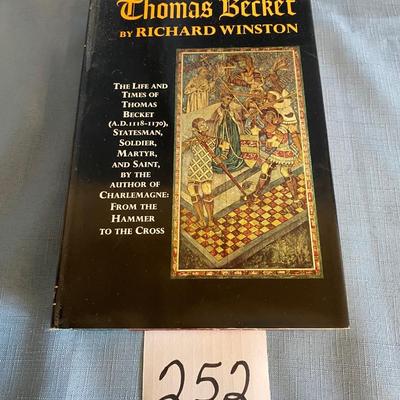 Thomas Becket
BY RICHARD WINSTON
THE LIFE AND
TIMES OF
THOMAS
BECKET
(A.D. 1118-1170),
STATESMAN,
SOLDIER,
MARTYR,
AND SAINT,
BY THE
AUTHOR OF
CHARLEMAGNE:
FROM THE
HAMMER
TO THE CROSS
252